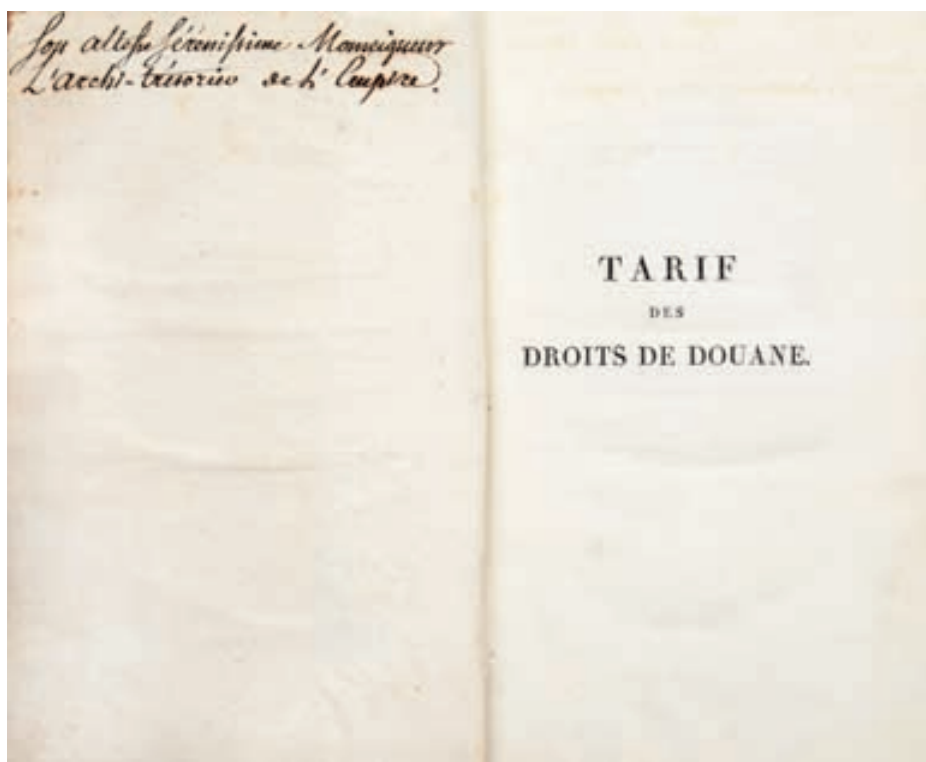 Son altesse Sérénissime Monseigneur
L'archi-trésorier de l'Empire.
TARIF
DES
DROITS DE DOUANE.